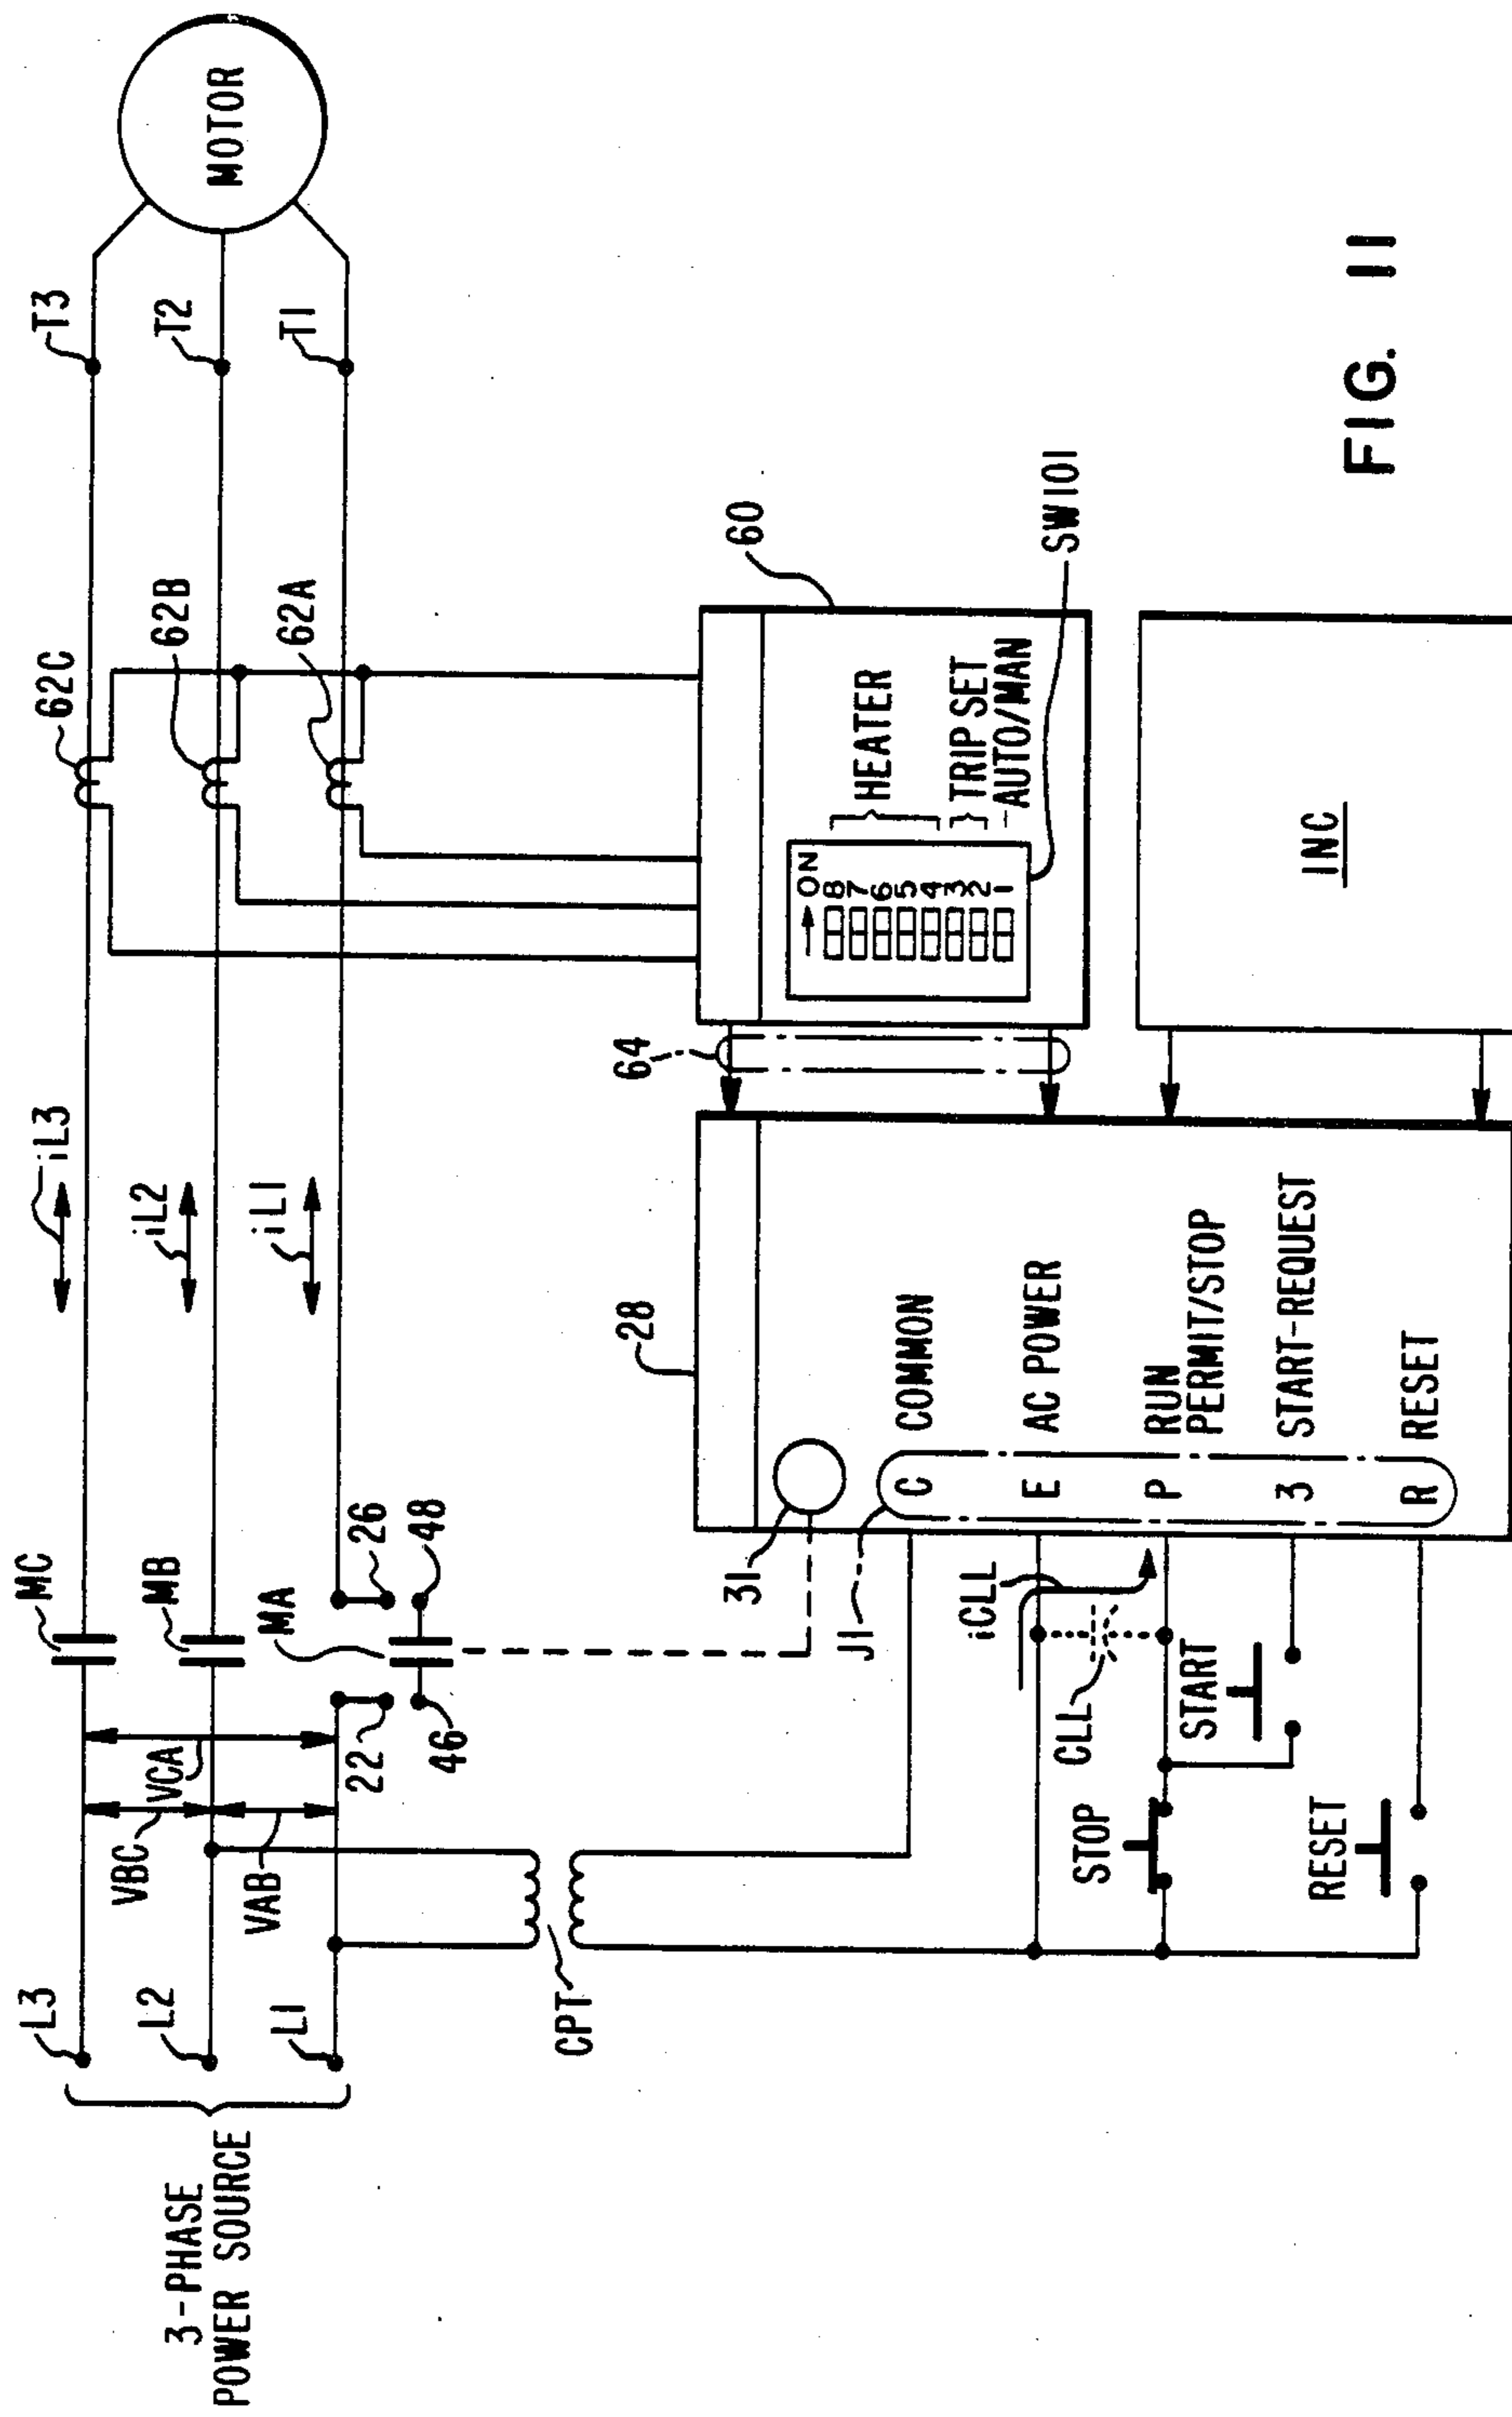 3-PHASE
POWER SOURCE
L3
L2
L1
VBC
VCA
VAB
MC
MB
MA
22
26
46
48
iL3
iL2
iL1
62C
62B
62A
T3
T2
T1
MOTOR
CPT
28
31
J1
C COMMON
E AC POWER
P RUN
PERMIT/STOP
3 START-REQUEST
R RESET
iCLL
CLL
STOP
START
RESET
64
60
ON
8
7
6
5
4
3
2
1
HEATER
TRIP SET
AUTO/MAN
SW101
INC
FIG. 11